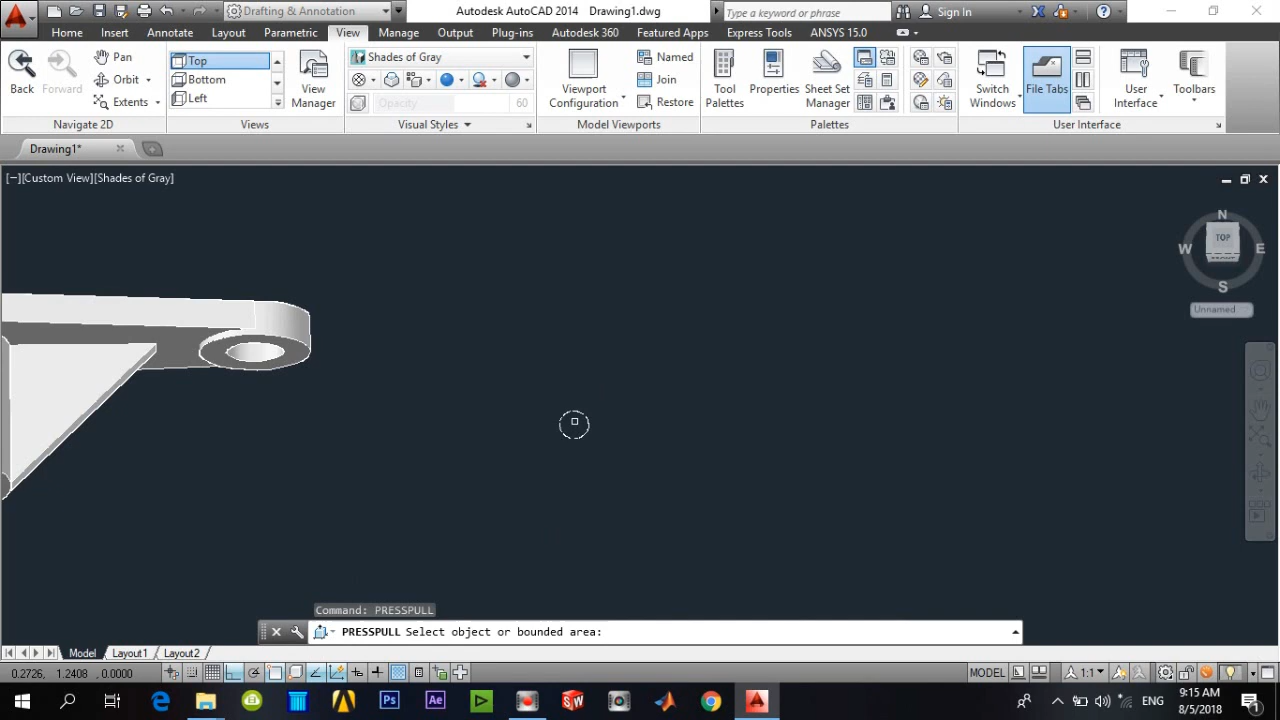 Drafting & Annotation
Autodesk AutoCAD 2014 Drawing1.dwg
Type a keyword or phrase
Sign In
Home Insert Annotate Layout Parametric View Manage Output Plug-ins Autodesk 360 Featured Apps Express Tools ANSYS 15.0
Back
Forward
Pan
Orbit
Extents
Navigate 2D
Top
Bottom
Left
View
Manager
Views
Shades of Gray
Opacity 60
Visual Styles
Viewport
Configuration
Named
Join
Restore
Model Viewports
Tool
Palettes
Properties
Sheet Set
Manager
Palettes
Switch
Windows
File Tabs
User
Interface
Toolbars
User Interface
Drawing1*
[−][Custom View][Shades of Gray]
N
W TOP E
FRONT
S
Unnamed
Command: PRESSPULL
PRESSPULL Select object or bounded area:
Model Layout1 Layout2
0.2726, 1.2408, 0.0000
MODEL
1:1
Ps
Ae
SW
ENG
9:15 AM
8/5/2018
1